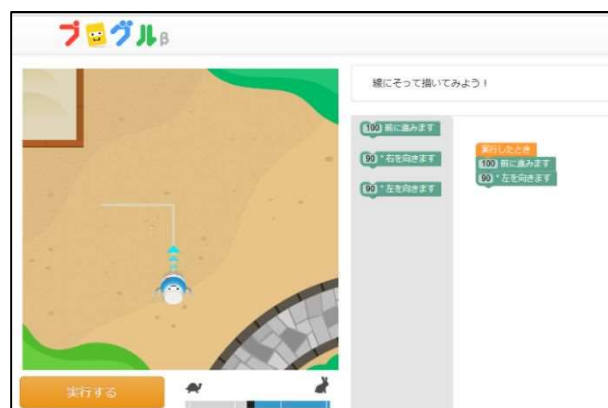 プログルβ
線にそって描いてみよう！
100 前に進みます
90 ° 右を向きます
90 ° 左を向きます
実行したとき
100 前に進みます
90 ° 左を向きます
実行する